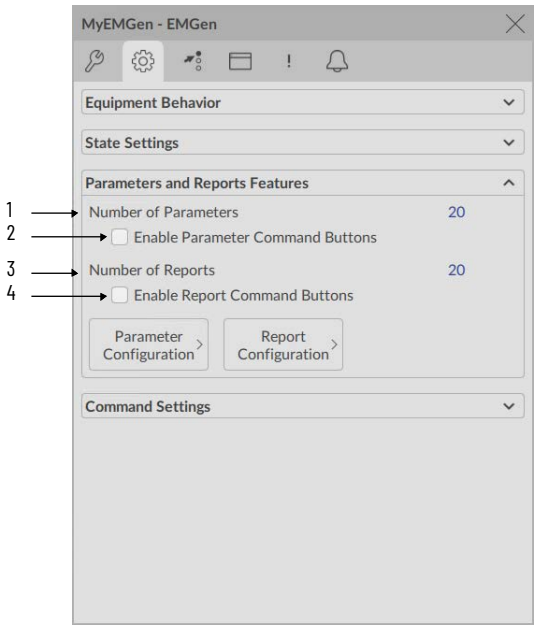 MyEMGen - EMGen
!
Equipment Behavior
State Settings
Parameters and Reports Features
1 Number of Parameters 20
2 Enable Parameter Command Buttons
3 Number of Reports 20
4 Enable Report Command Buttons
Parameter Report
Configuration Configuration
Command Settings